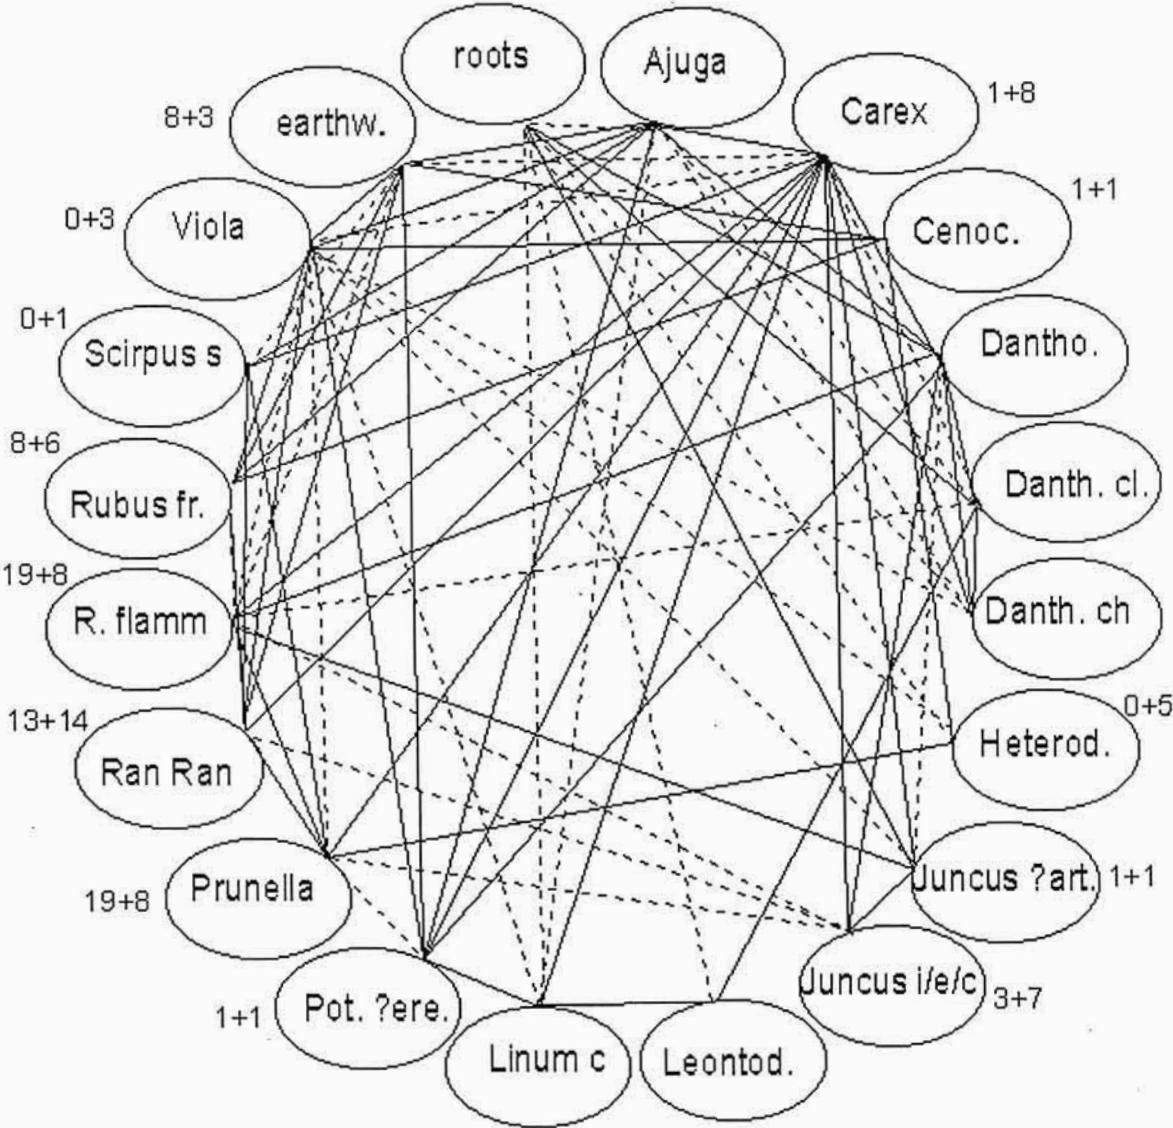 roots
Ajuga
Carex
1+8
8+3
earthw.
0+3
Viola
1+1
Cenoc.
0+1
Scirpus s
Dantho.
8+6
Rubus fr.
Danth. cl.
19+8
R. flamm
Danth. ch
13+14
Ran Ran
0+5
Heterod.
19+8
Prunella
Juncus ?art.
1+1
1+1
Pot. ?ere.
Juncus i/e/c
3+7
Linum c
Leontod.